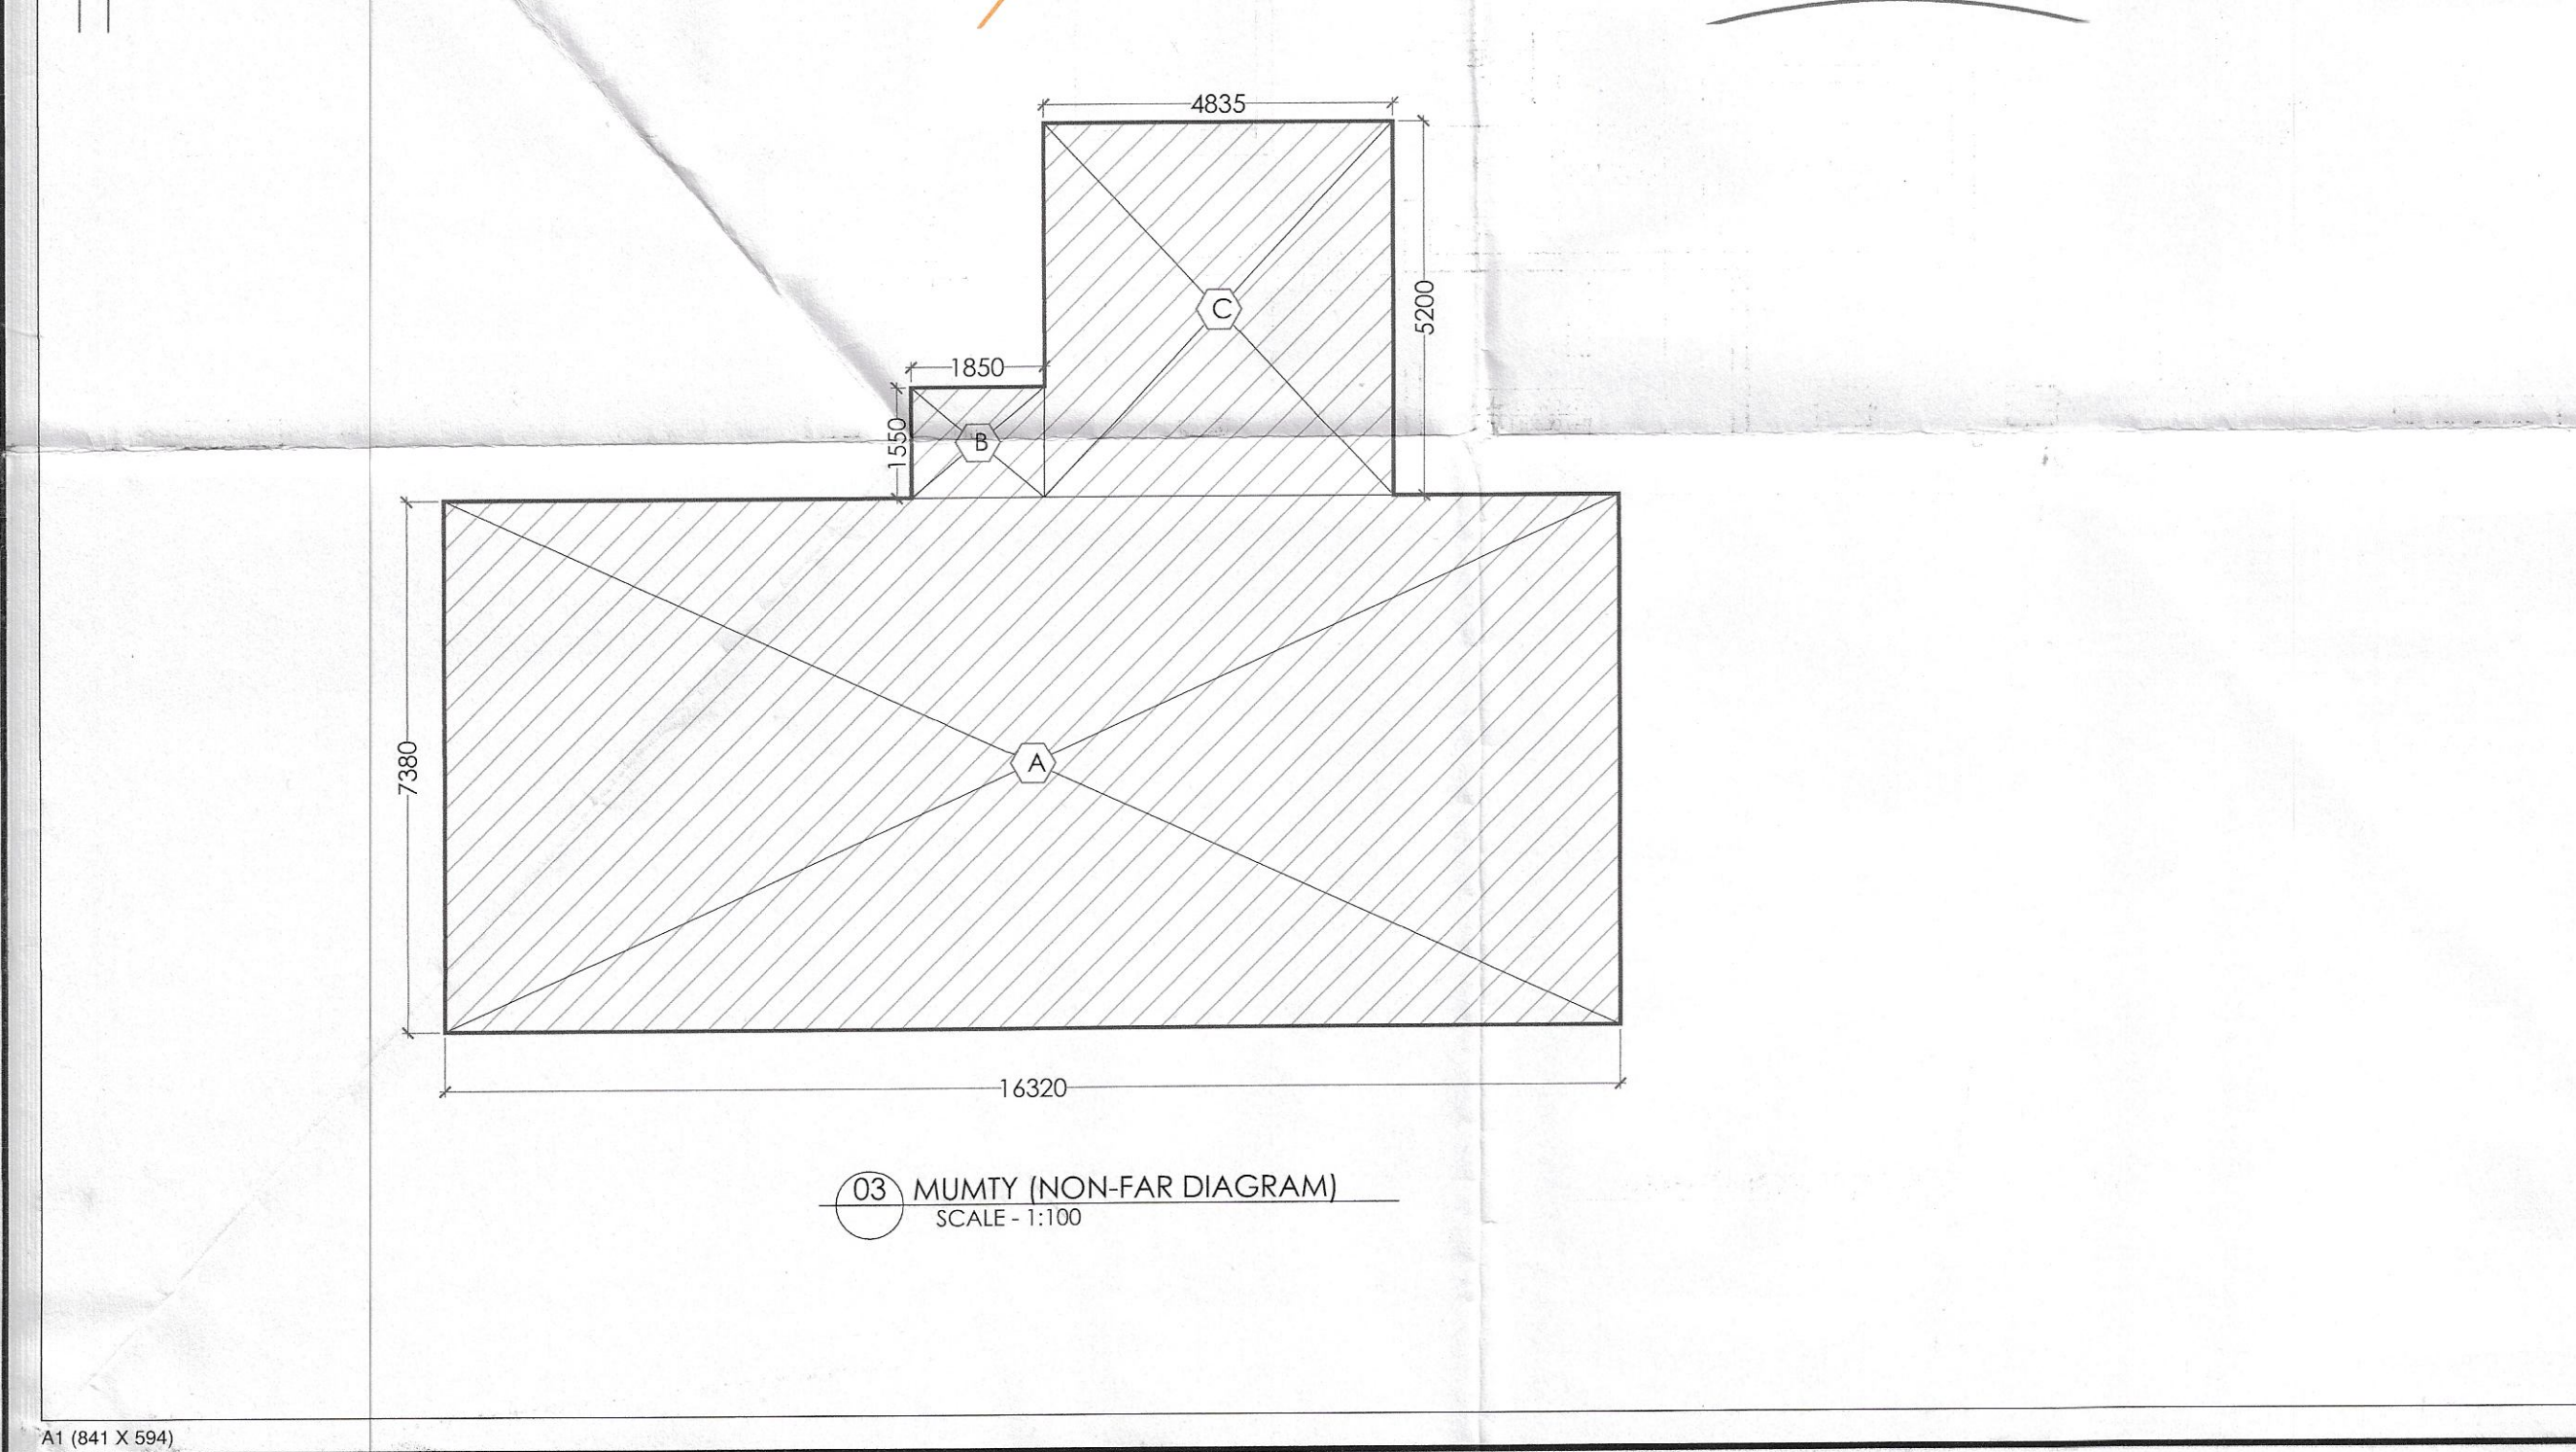 4835
5200
C
1850
1550
B
7380
A
16320
03 MUMTY (NON-FAR DIAGRAM)
SCALE - 1:100
A1 (841 X 594)